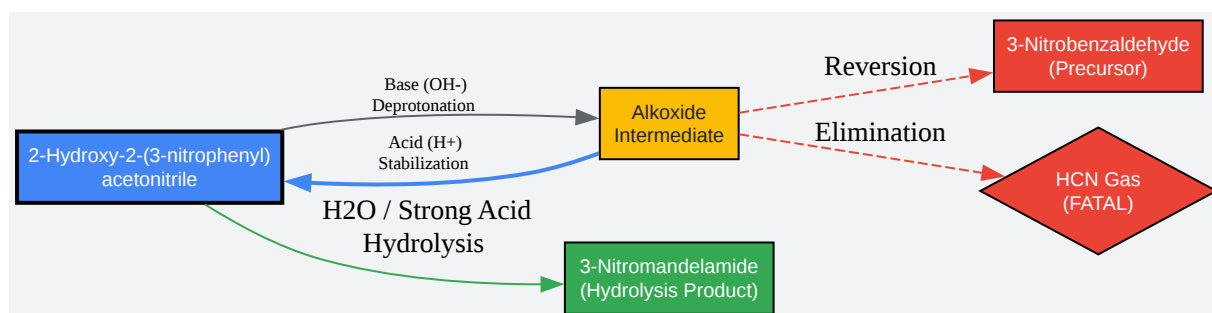 3-Nitrobenzaldehyde
(Precursor)
Reversion
Base (OH-)
Deprotonation
Alkoxide
Intermediate
Elimination
Acid (H+)
Stabilization
2-Hydroxy-2-(3-nitrophenyl)
acetonitrile
HCN Gas
(FATAL)
H2O / Strong Acid
Hydrolysis
3-Nitromandelamide
(Hydrolysis Product)